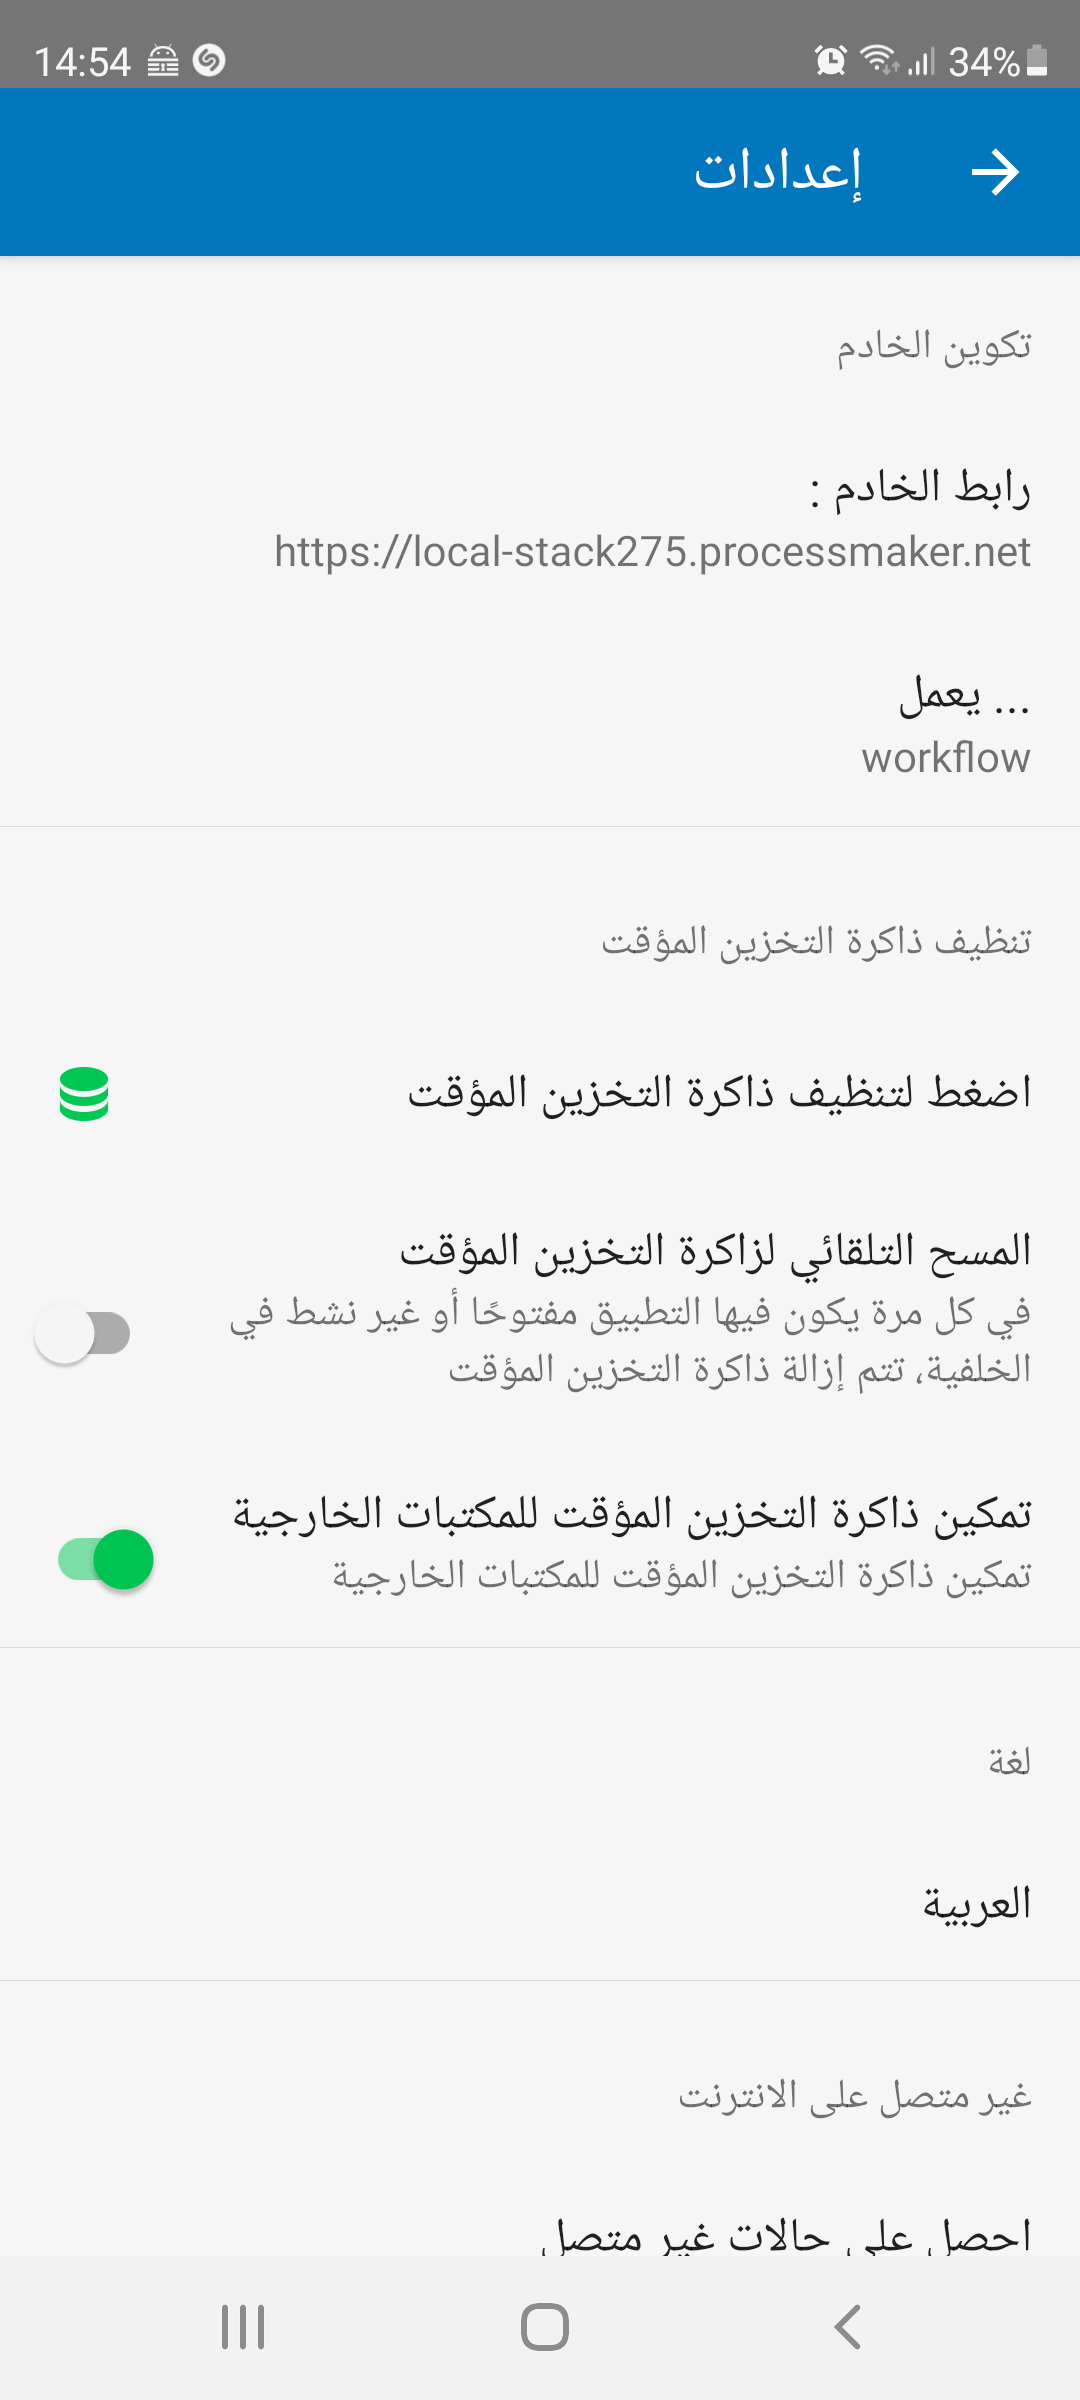 14:54
34%
إعدادات
تكوين الخادم
رابط الخادم :
https://local-stack275.processmaker.net
... يعمل
workflow
تنظيف ذاكرة التخزين المؤقت
اضغط لتنظيف ذاكرة التخزين المؤقت
المسح التلقائي لزاكرة التخزين المؤقت
في كل مرة يكون فيها التطبيق مفتوحًا أو غير نشط في
الخلفية، تتم إزالة ذاكرة التخزين المؤقت
تمكين ذاكرة التخزين المؤقت للمكتبات الخارجية
تمكين ذاكرة التخزين المؤقت للمكتبات الخارجية
لغة
العربية
غير متصل على الانترنت
احصل على حالات غير متصل